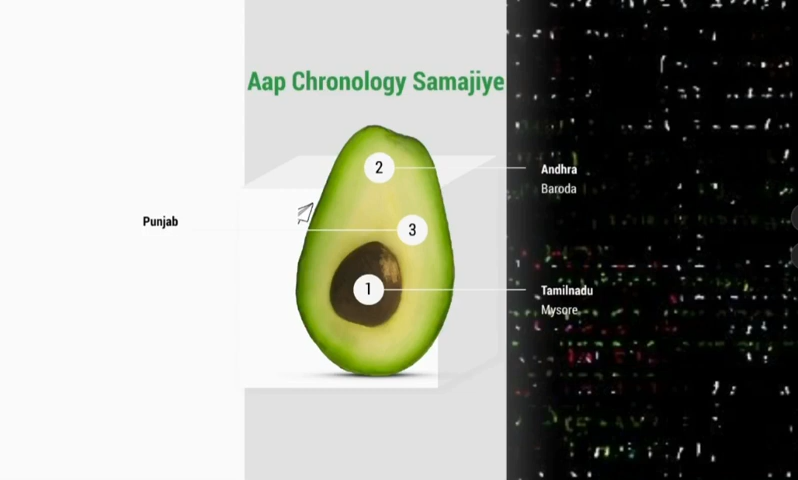 Aap Chronology Samajiye
2
Andhra
Baroda
Punjab
3
1
Tamilnadu
Mysore